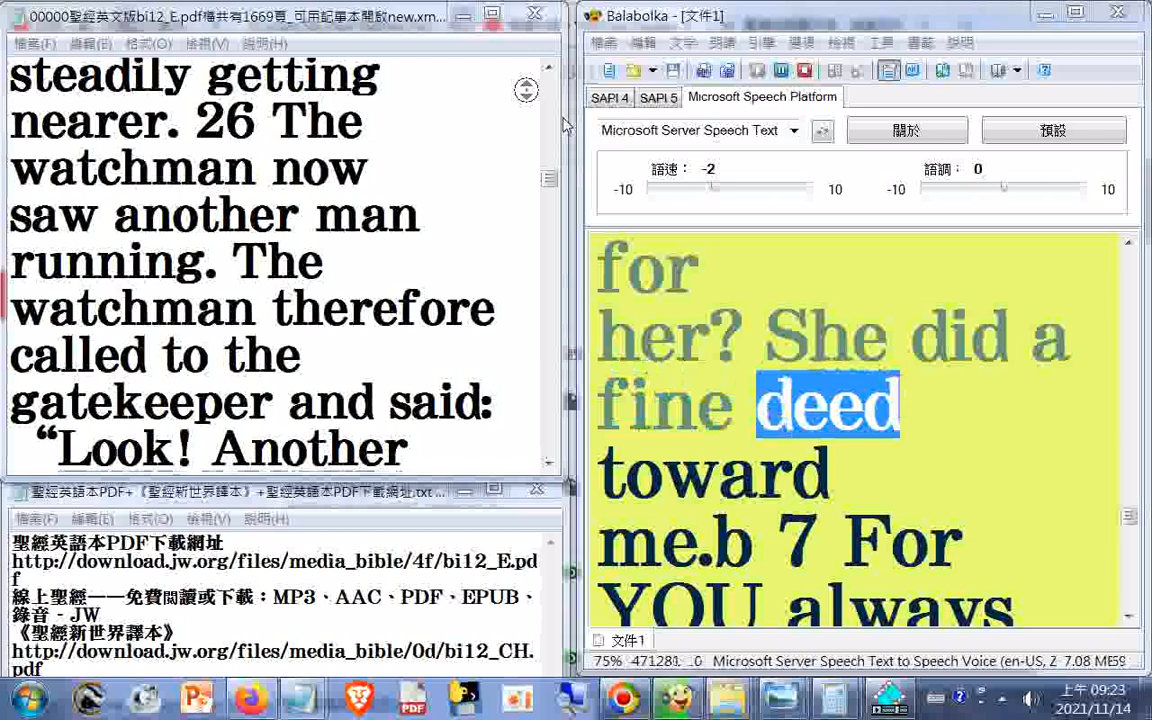 00000聖經英文版bi12_E.pdf檔共有1669頁_可用記事本開啟new.xm...
檔案(F) 編輯(E) 格式(O) 檢視(V) 說明(H)
steadily getting
nearer. 26 The
watchman now
saw another man
running. The
watchman therefore
called to the
gatekeeper and said:
“Look! Another
聖經英語本PDF+《聖經新世界譯本》+聖經英語本PDF下載網址.txt ...
檔案(F) 編輯(E) 格式(O) 檢視(V) 說明(H)
聖經英語本PDF下載網址
http://download.jw.org/files/media_bible/4f/bi12_E.pd
f
線上聖經——免費閱讀或下載：MP3、AAC、PDF、EPUB、
錄音 - JW
《聖經新世界譯本》
http://download.jw.org/files/media_bible/0d/bi12_CH.
pdf
Balabolka - [文件1]
檔案 編輯 文字 朗讀 引擎 選項 檢視 工具 書籤 說明
SAPI 4 SAPI 5 Microsoft Speech Platform
Microsoft Server Speech Text 關於 預設
語速： -2 語調： 0
-10 10 -10 10
for
her? She did a
fine deed
toward
me.b 7 For
YOU always
文件1
75% Microsoft Server Speech Text to Speech Voice (en-US, Z
上午 09:23
2021/11/14